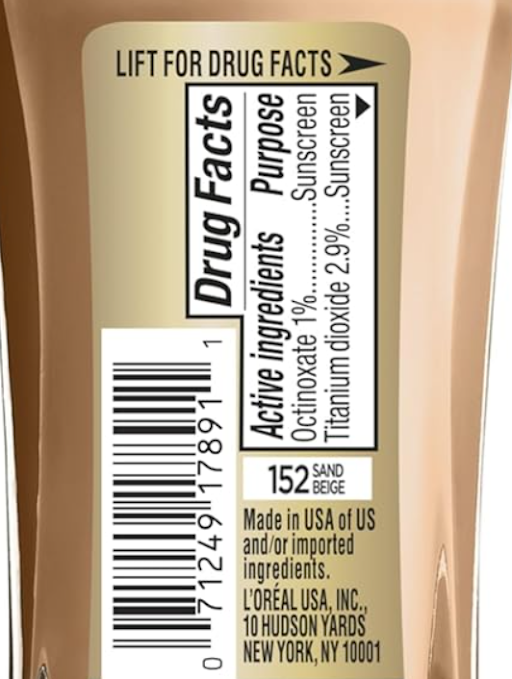 LIFT FOR DRUG FACTS
Drug Facts
Active ingredients Purpose
Octinoxate 1%...............Sunscreen
Titanium dioxide 2.9%....Sunscreen
0 71249 17891 1
152 SAND
BEIGE
Made in USA of US
and/or imported
ingredients.
L'ORÉAL USA, INC.,
10 HUDSON YARDS
NEW YORK, NY 10001